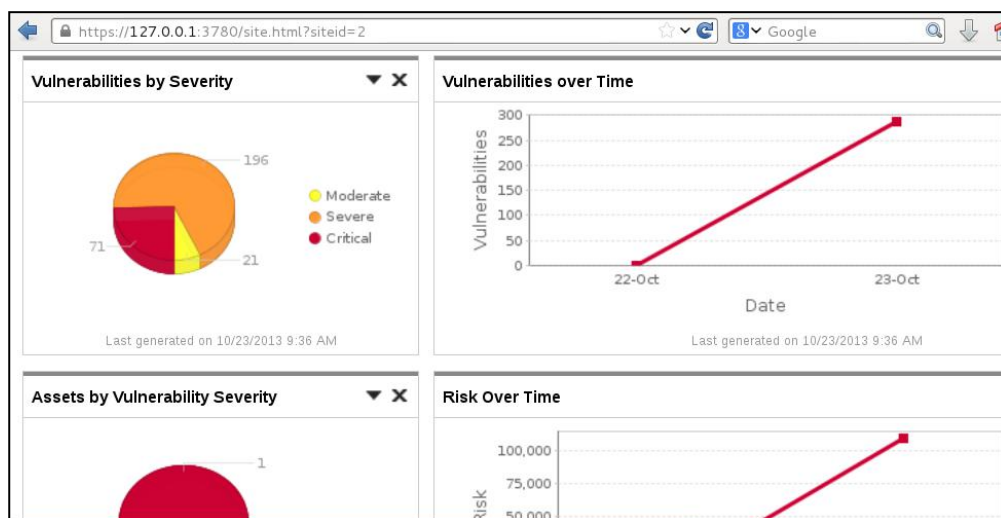 https://127.0.0.1:3780/site.html?siteid=2
8 Google
Vulnerabilities by Severity
196
71
21
Moderate
Severe
Critical
Last generated on 10/23/2013 9:36 AM
Vulnerabilities over Time
300
250
200
150
100
50
0
Vulnerabilities
22-Oct
23-Oct
Date
Last generated on 10/23/2013 9:36 AM
Assets by Vulnerability Severity
1
Risk Over Time
100,000
75,000
50,000
Risk